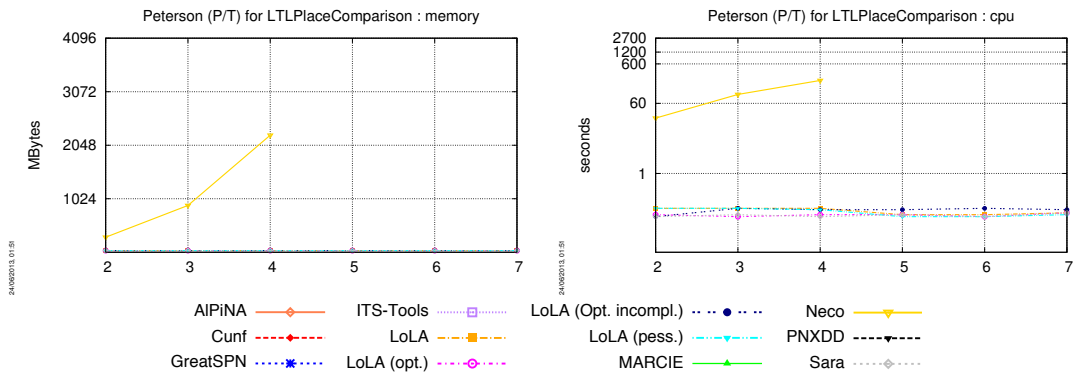 Peterson (P/T) for LTLPlaceComparison : memory
4096
3072
2048
1024
MBytes
2 3 4 5 6 7
24/06/2013, 01:51
Peterson (P/T) for LTLPlaceComparison : cpu
2700
1200
600
60
1
seconds
2 3 4 5 6 7
24/06/2013, 01:51
AlPiNA ITS-Tools LoLA (Opt. incompl.) Neco
Cunf LoLA LoLA (pess.) PNXDD
GreatSPN LoLA (opt.) MARCIE Sara